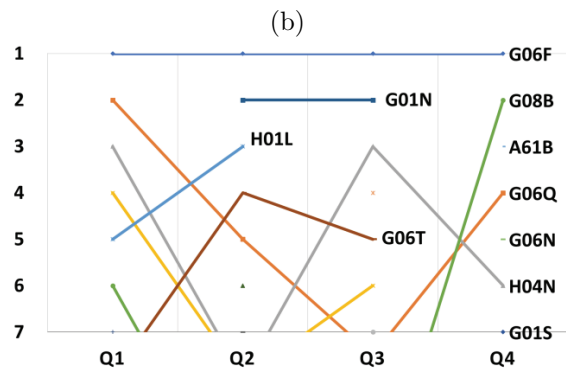 (b)
1 G06F
2 G01N G08B
3 H01L A61B
4 G06Q
5 G06T G06N
6 H04N
7 G01S
Q1 Q2 Q3 Q4